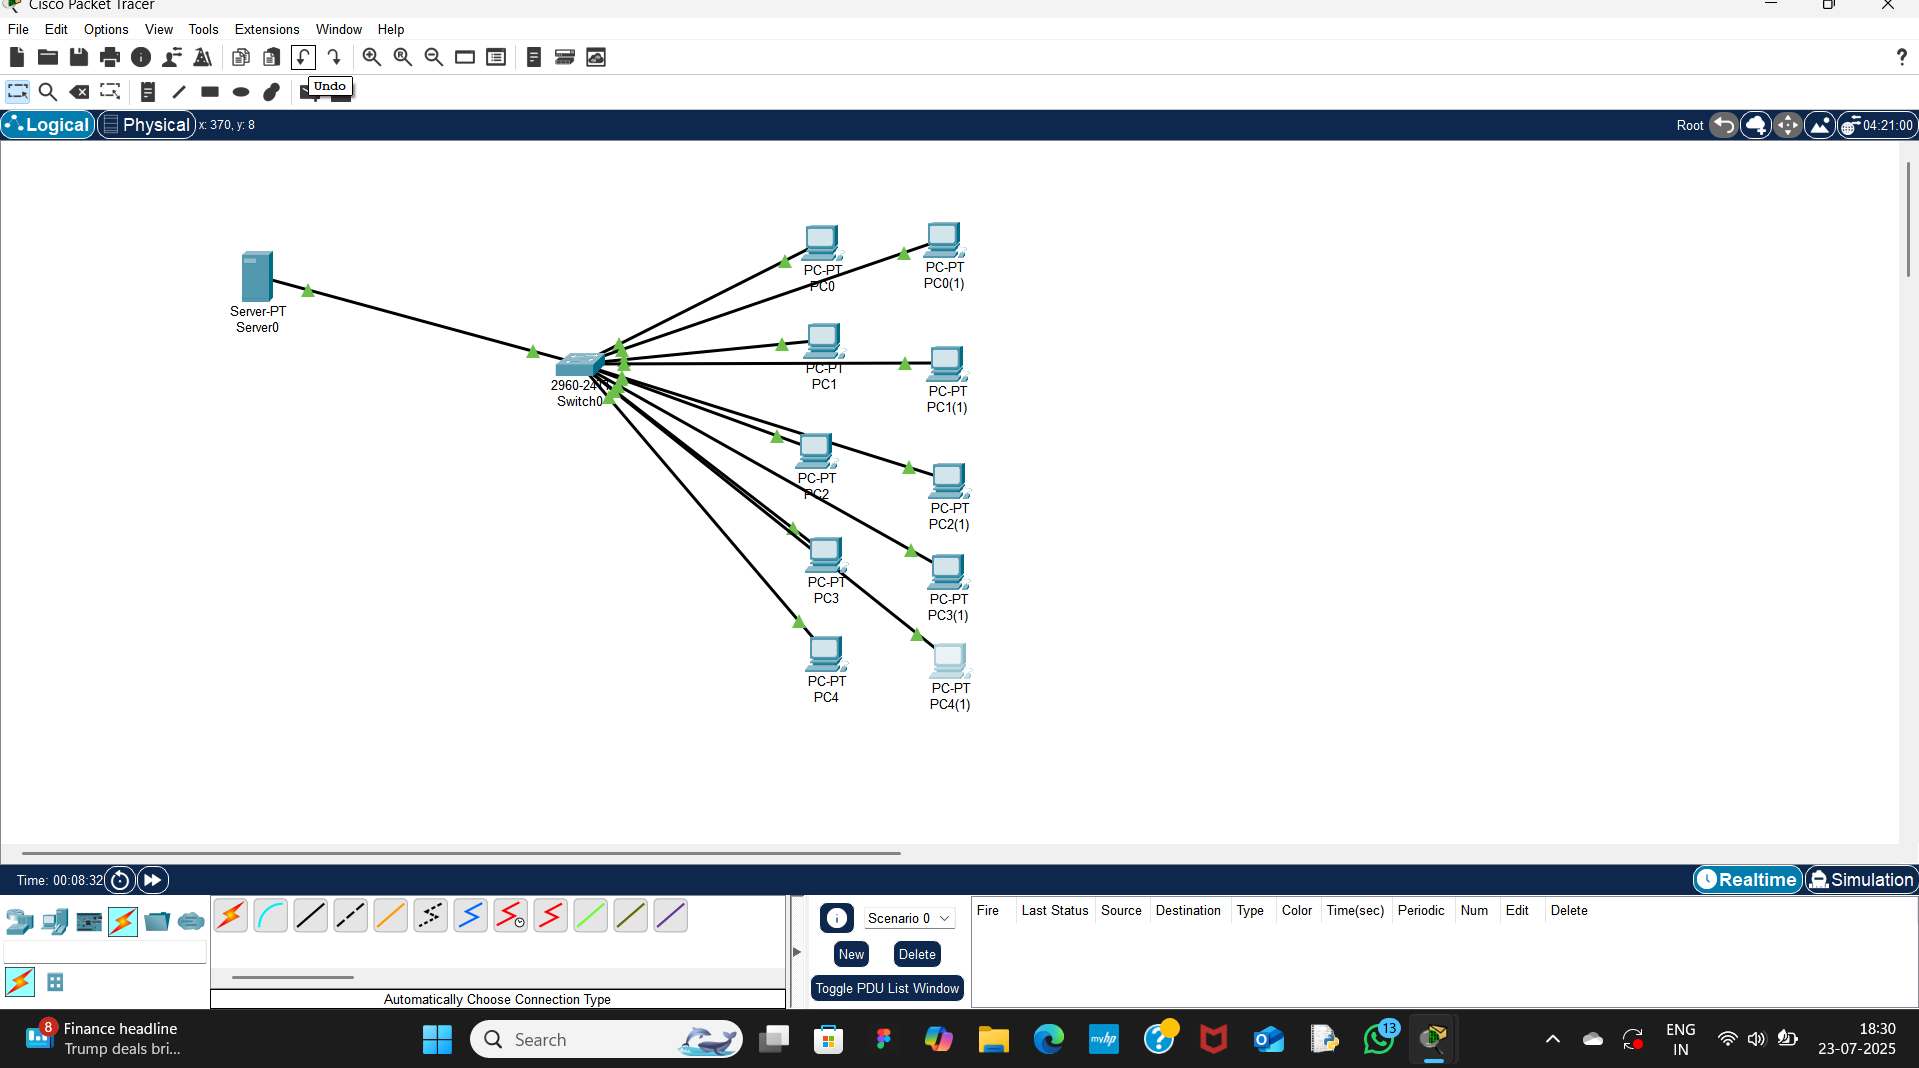 Cisco Packet Tracer
File Edit Options View Tools Extensions Window Help
Undo
Logical Physical x: 370, y: 8
Root 04:21:00
Server-PT
Server0
2960-24
Switch0
PC-PT
PC0
PC-PT
PC0(1)
PC-PT
PC1
PC-PT
PC1(1)
PC-PT
PC2
PC-PT
PC2(1)
PC-PT
PC3
PC-PT
PC3(1)
PC-PT
PC4
PC-PT
PC4(1)
Time: 00:08:32
Realtime Simulation
Scenario 0
New Delete
Toggle PDU List Window
Fire Last Status Source Destination Type Color Time(sec) Periodic Num Edit Delete
Automatically Choose Connection Type
8
Finance headline
Trump deals bri...
Search
myhp
13
ENG
IN
18:30
23-07-2025